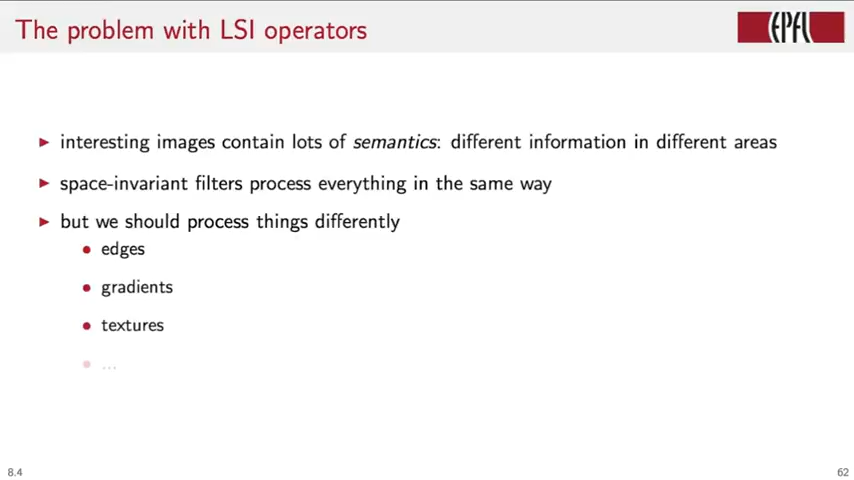 The problem with LSI operators
EPFL
interesting images contain lots of semantics: different information in different areas
space-invariant filters process everything in the same way
but we should process things differently
edges
gradients
textures
...
8.4
62